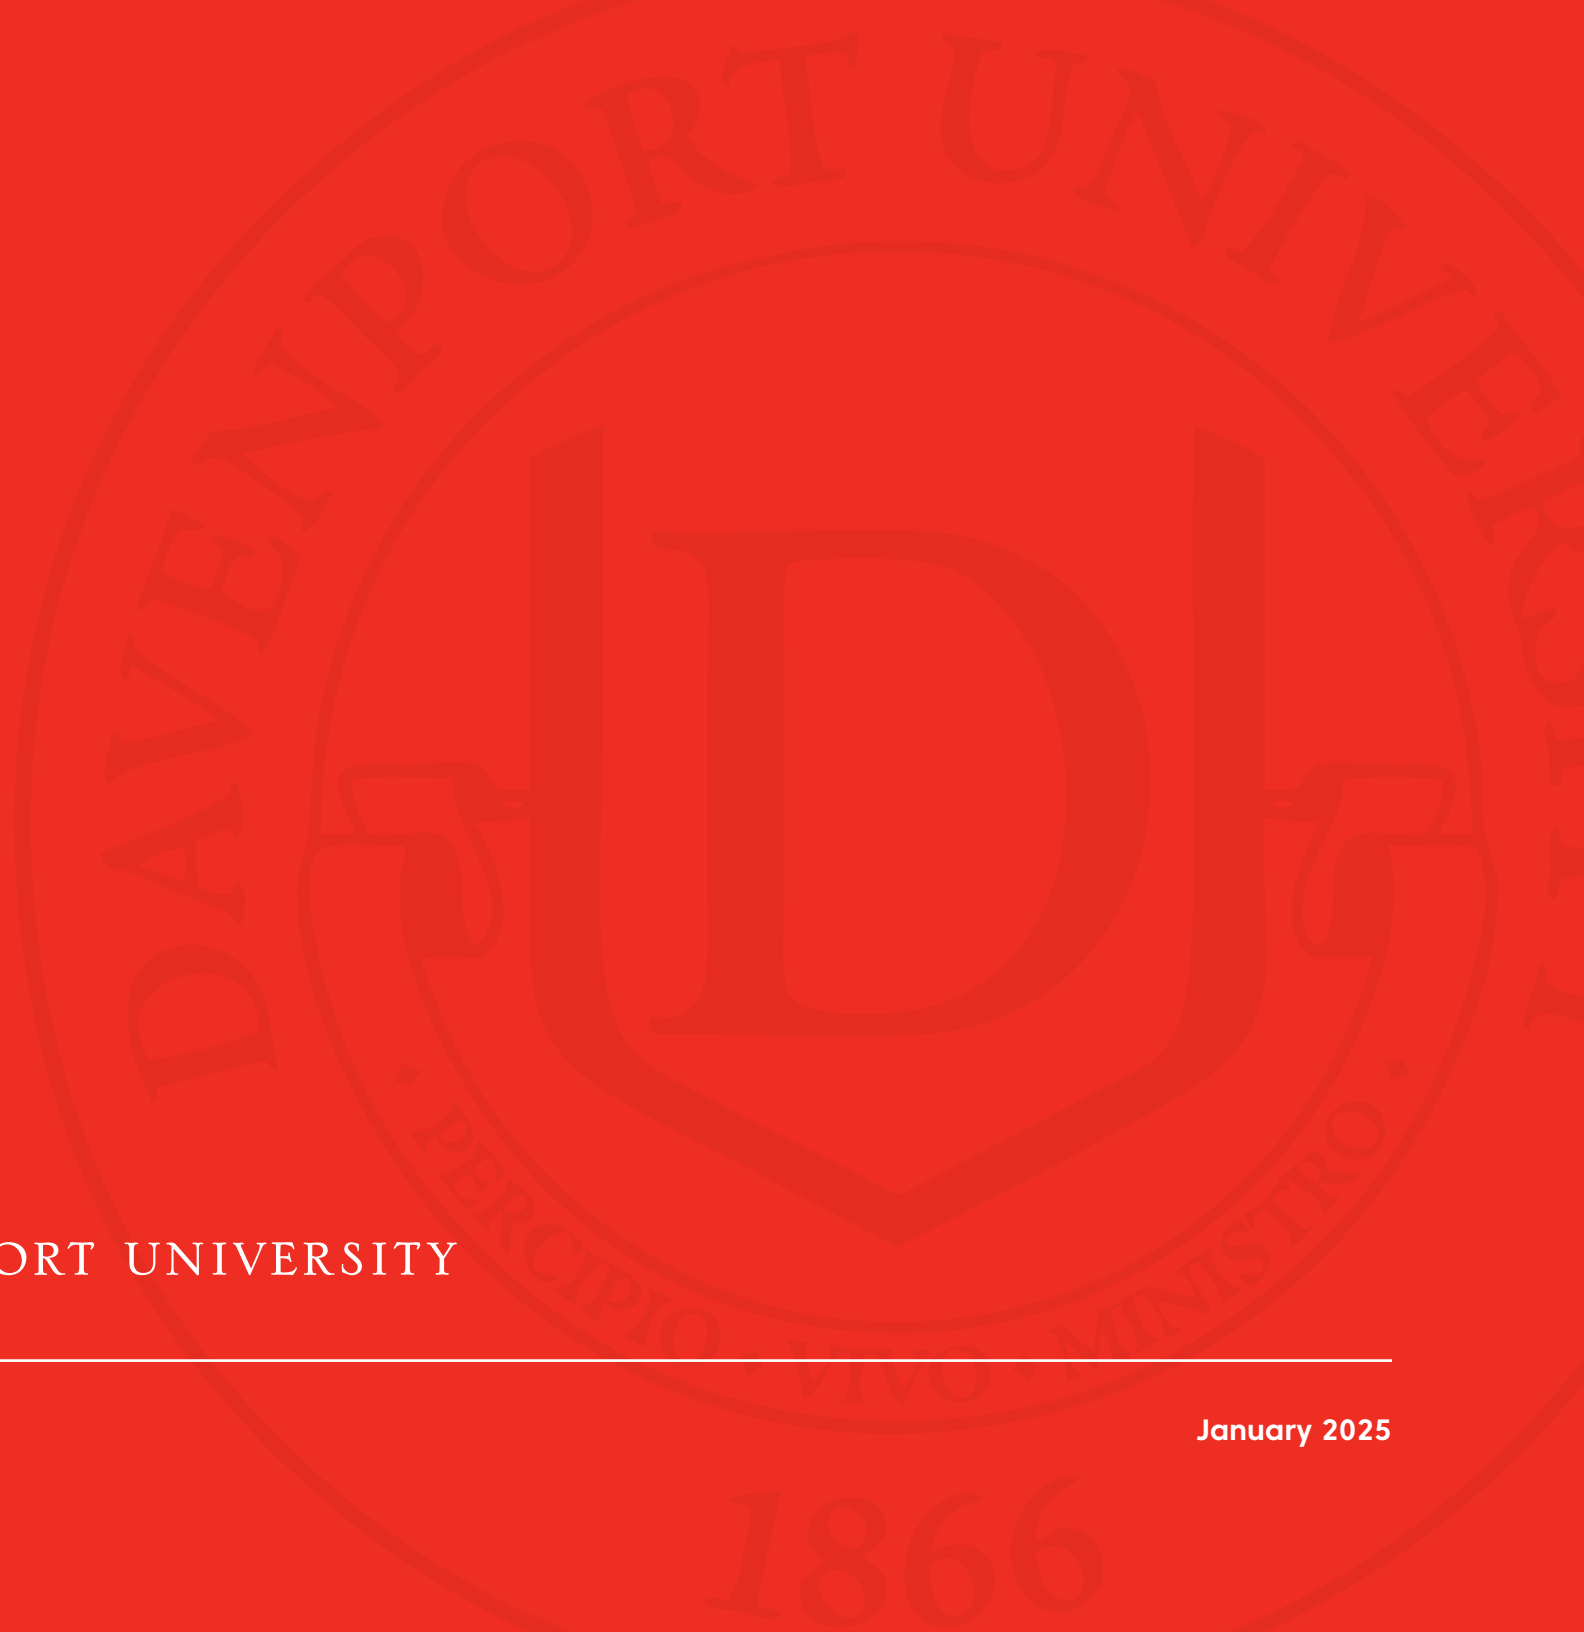 DAVENPORT UNIVERSITY
PERCIPIO · VIVO · MINISTRO
ORT UNIVERSITY
January 2025
1866